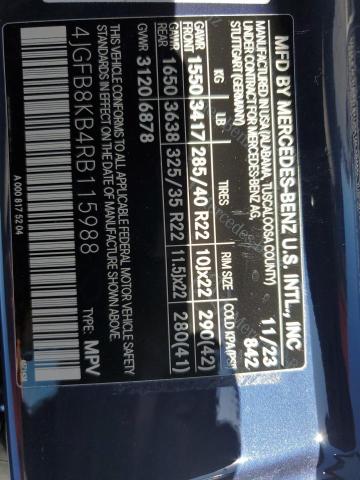 MFD BY MERCEDES-BENZ U.S. INTL., INC
MANUFACTURED IN USA (ALABAMA, TUSCALOOSA COUNTY) 11/23
UNDER LICENSE OF MERCEDES-BENZ AG, 842
STUTTGART (GERMANY)
KG LB TIRES RIM SIZE COLD KPA/(PSI)
FRONT 1550 3417 285/40 R22 10Jx22 290(42)
REAR 1650 3638 325/35 R22 11.5Jx22 280(41)
GVWR 3120 6878
THIS VEHICLE CONFORMS TO ALL APPLICABLE FEDERAL MOTOR VEHICLE SAFETY
STANDARDS IN EFFECT ON THE DATE OF MANUFACTURE SHOWN ABOVE.
4JGFB8KB4RB115988 TYPE: MPV
A 000 817 52 04